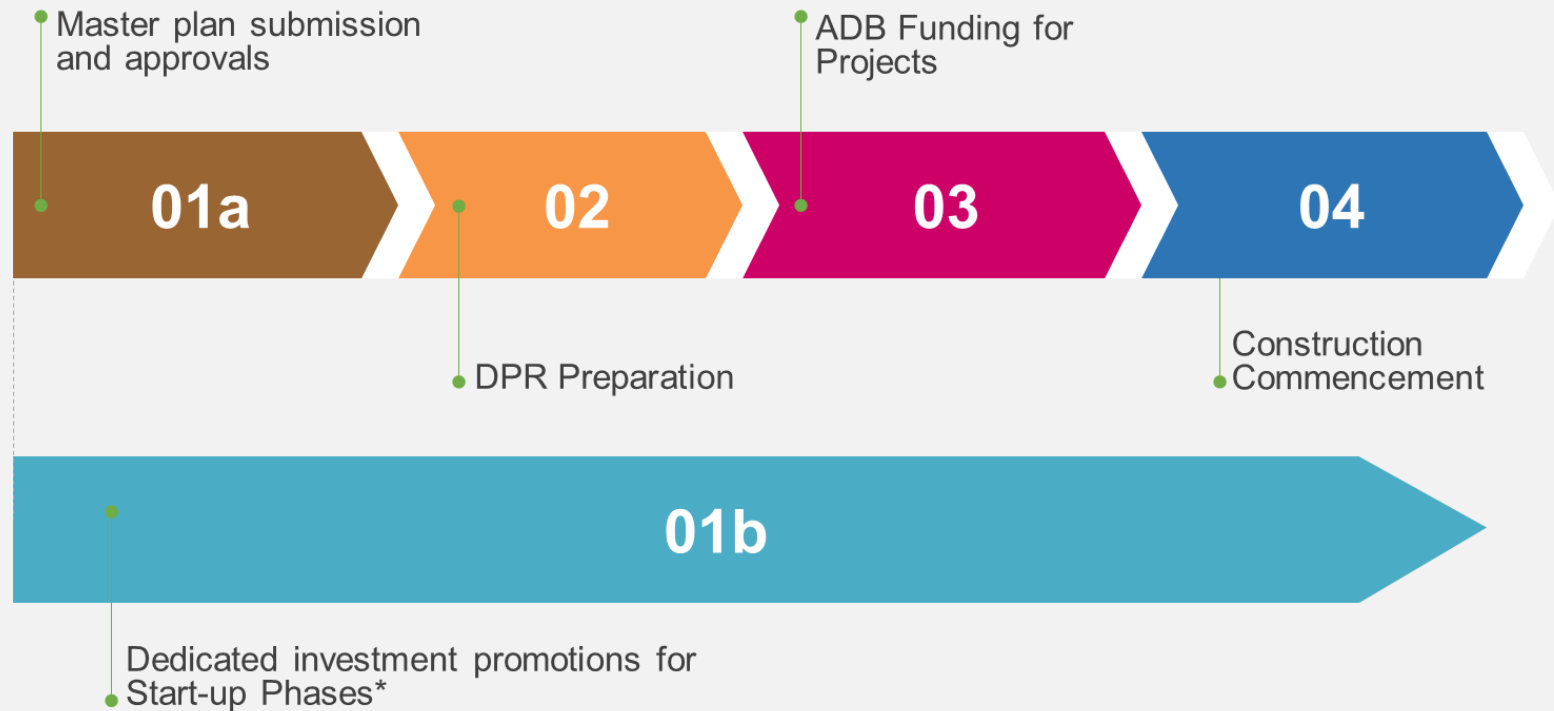 Master plan submission
and approvals
ADB Funding for
Projects
01a
02
03
04
DPR Preparation
Construction
Commencement
01b
Dedicated investment promotions for
Start-up Phases*